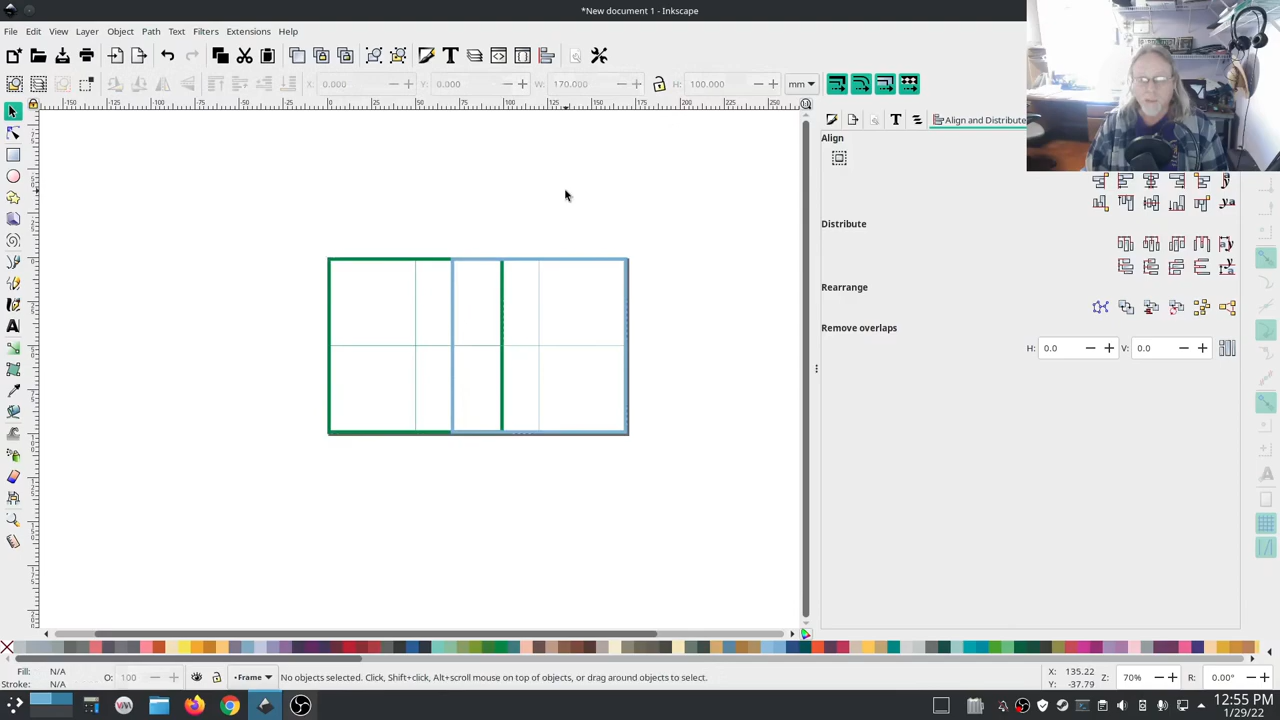 *New document 1 - Inkscape
File Edit View Layer Object Path Text Filters Extensions Help
X: 0.000 Y: 0.000 W: 170.000 H: 100.000 mm
Align and Distribute
Align
Distribute
Rearrange
Remove overlaps
H: 0.0 V: 0.0
Fill: N/A
Stroke: N/A
O: 100
•Frame
No objects selected. Click, Shift+click, Alt+scroll mouse on top of objects, or drag around objects to select.
X: 135.22
Y: -37.79
Z: 70%
R: 0.00°
12:55 PM
1/29/22